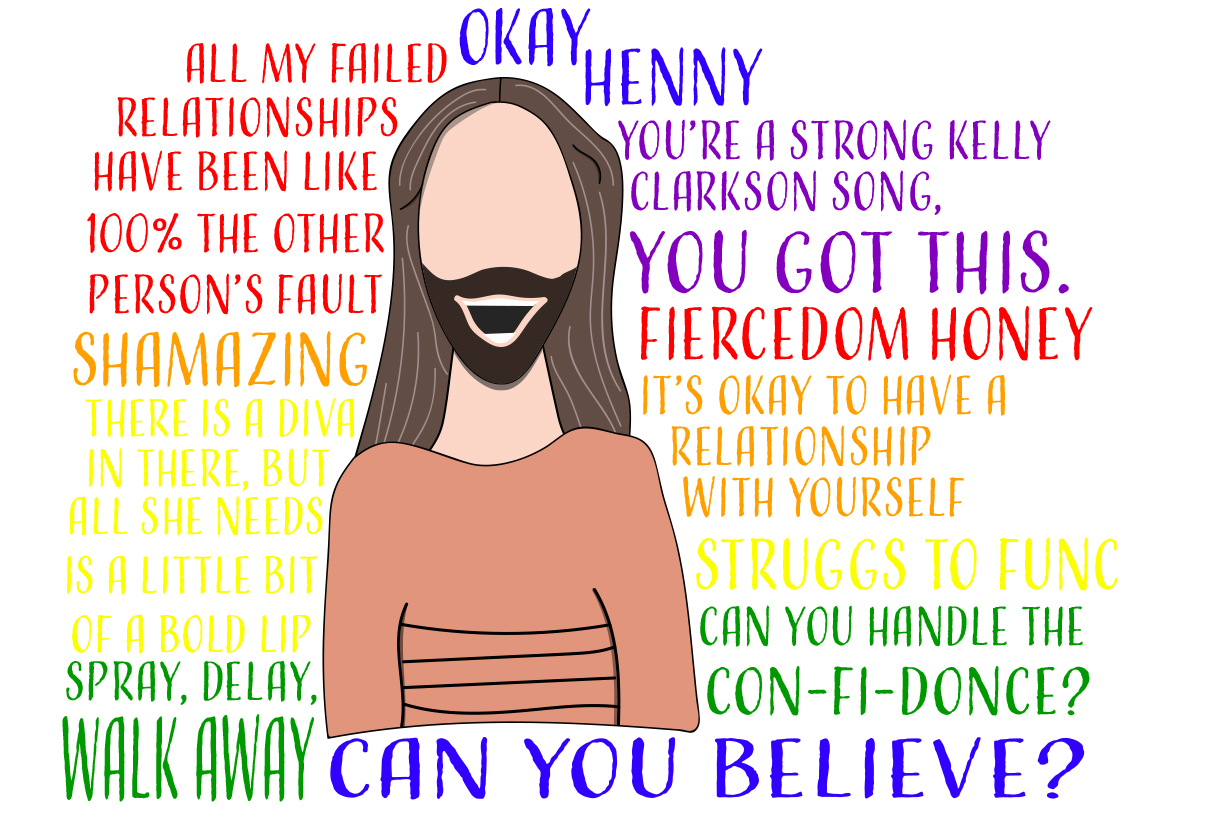 OKAY
HENNY
ALL MY FAILED
RELATIONSHIPS
HAVE BEEN LIKE
100% THE OTHER
PERSON'S FAULT
SHAMAZING
THERE IS A DIVA
IN THERE, BUT
ALL SHE NEEDS
IS A LITTLE BIT
OF A BOLD LIP
SPRAY, DELAY,
WALK AWAY
YOU'RE A STRONG KELLY
CLARKSON SONG,
YOU GOT THIS.
FIERCEDOM HONEY
IT'S OKAY TO HAVE A
RELATIONSHIP
WITH YOURSELF
STRUGGS TO FUNC
CAN YOU HANDLE THE
CON-FI-DONCE?
CAN YOU BELIEVE?